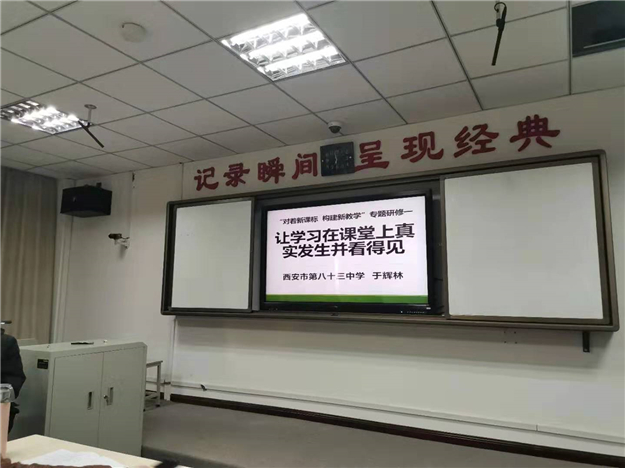 记录瞬间 呈现经典
“对着新课标 构建新教学”专题研修一
让学习在课堂上真
实发生并看得见
西安市第八十三中学 于辉林